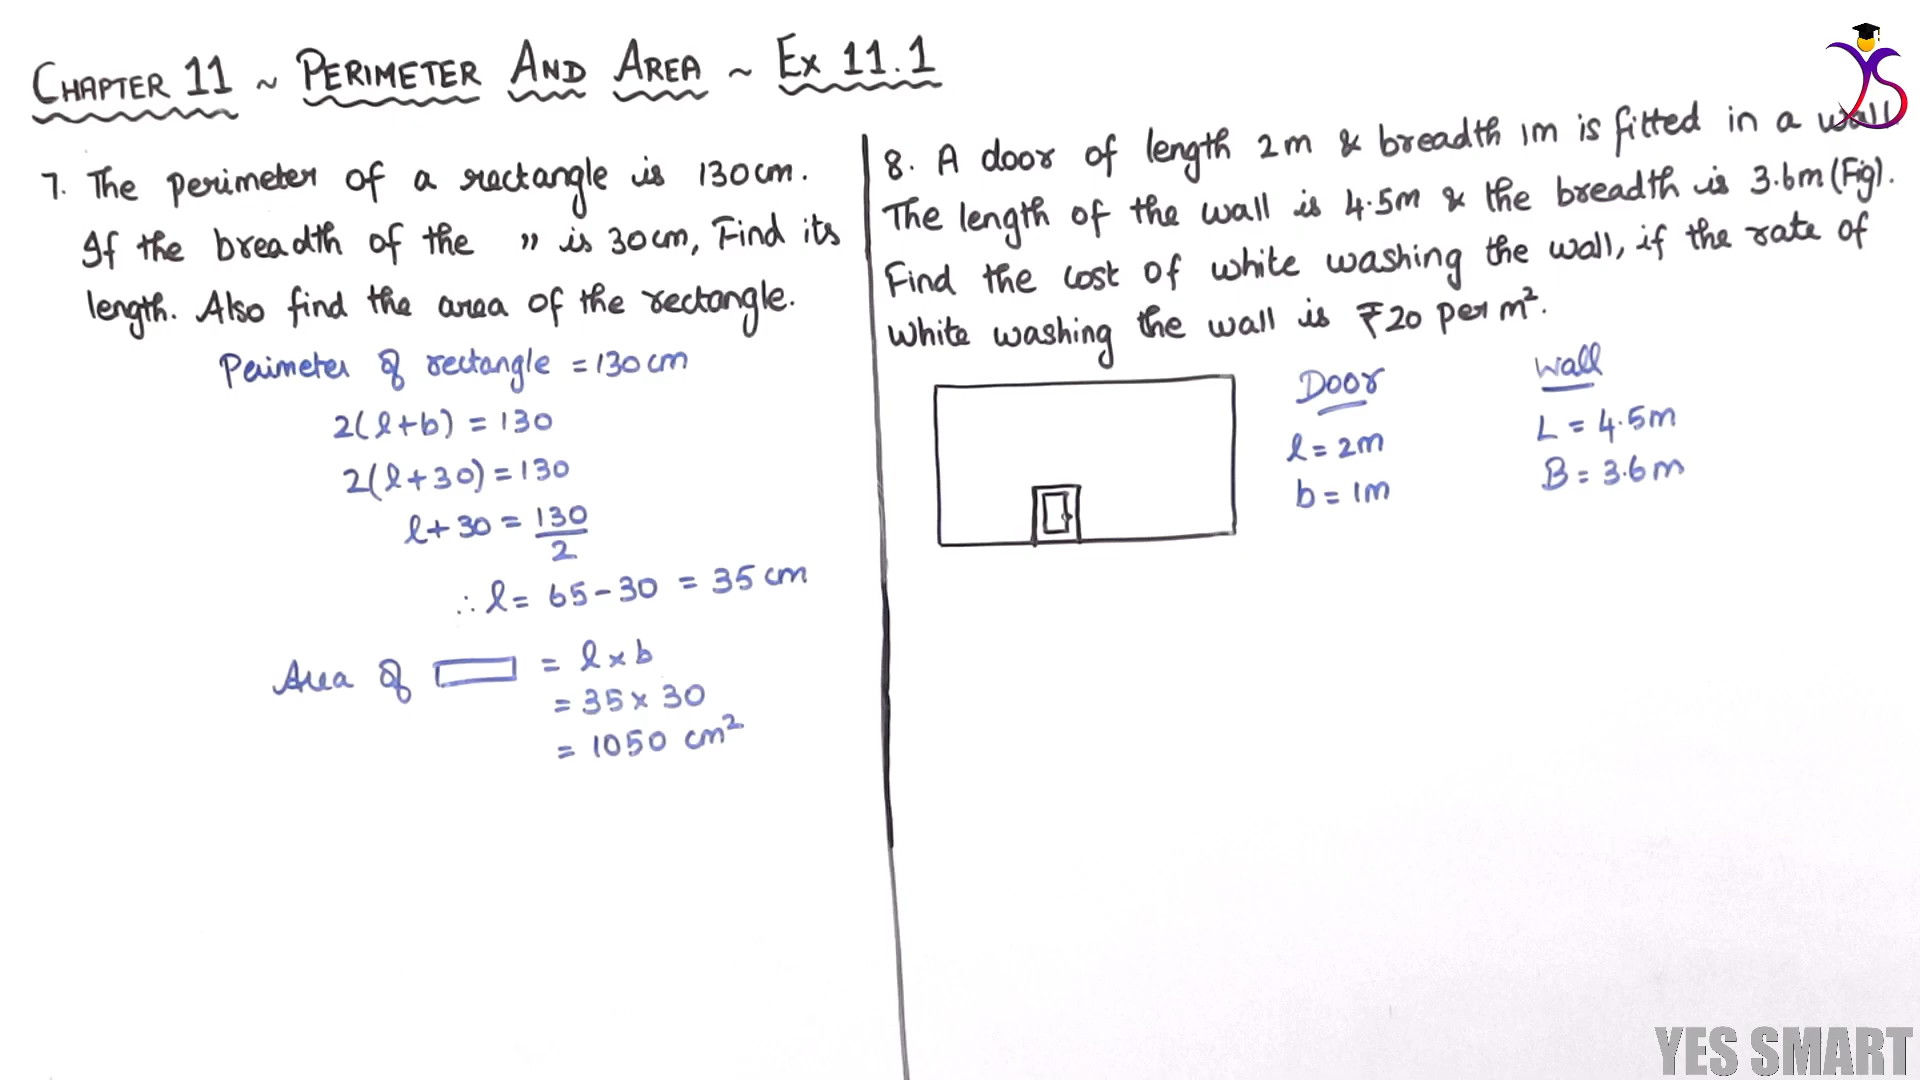 CHAPTER 11 ~ PERIMETER AND AREA ~ EX 11.1
7. The perimeter of a rectangle is 130cm.
If the breadth of the " is 30cm, Find its
length. Also find the area of the rectangle.
Perimeter of rectangle = 130cm
2(l+b) = 130
2(l+30) = 130
l+30 = 130/2
∴ l = 65-30 = 35cm
Area of ▭ = l×b
= 35×30
= 1050 cm²
8. A door of length 2m & breadth 1m is fitted in a wall.
The length of the wall is 4.5m & the breadth is 3.6m (Fig).
Find the cost of white washing the wall, if the rate of
white washing the wall is ₹20 per m².
Door
l = 2m
b = 1m
Wall
L = 4.5m
B = 3.6m
YES SMART